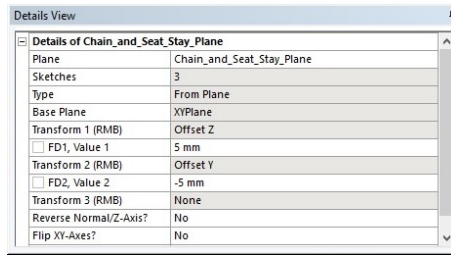 Details View
Details of Chain_and_Seat_Stay_Plane
Plane Chain_and_Seat_Stay_Plane
Sketches 3
Type From Plane
Base Plane XYPlane
Transform 1 (RMB) Offset Z
FD1, Value 1 5 mm
Transform 2 (RMB) Offset Y
FD2, Value 2 -5 mm
Transform 3 (RMB) None
Reverse Normal/Z-Axis? No
Flip XY-Axes? No